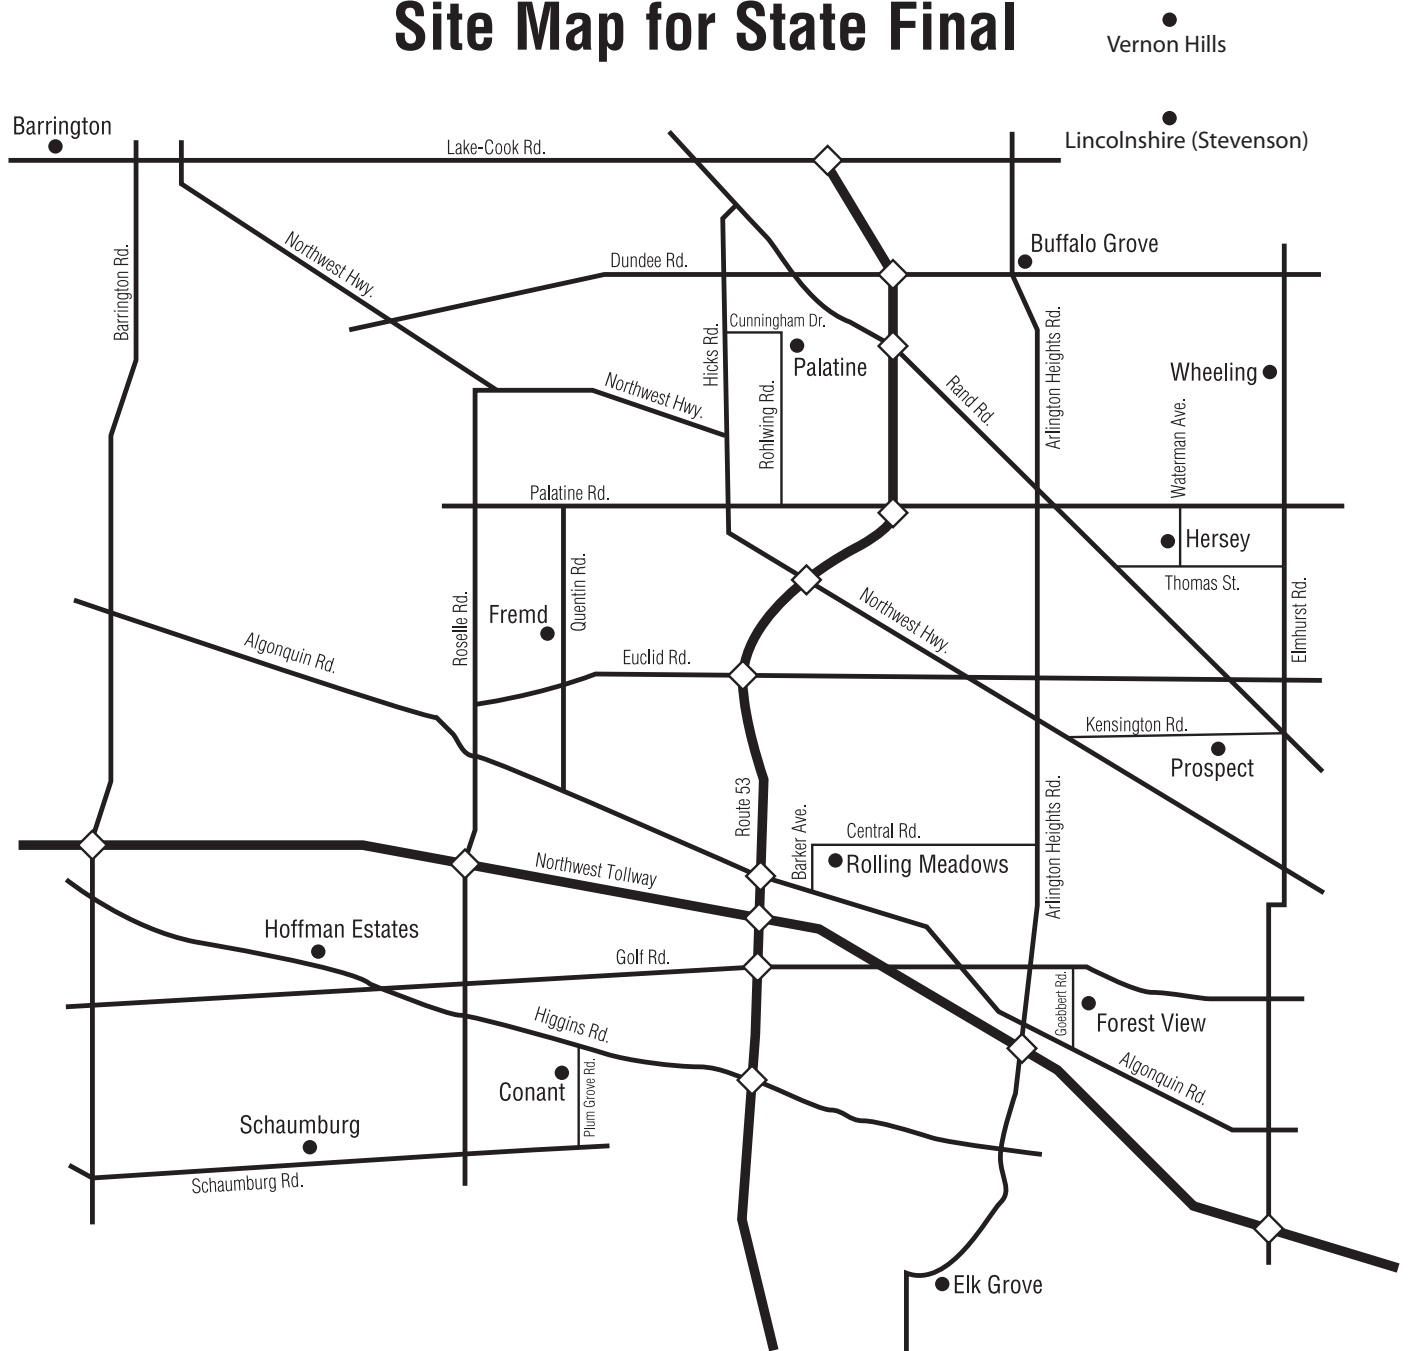 Site Map for State Final
Vernon Hills
Barrington
Lincolnshire (Stevenson)
Lake-Cook Rd.
Barrington Rd.
Northwest Hwy.
Dundee Rd.
Buffalo Grove
Cunningham Dr.
Hicks Rd.
Palatine
Arlington Heights Rd.
Wheeling
Northwest Hwy.
Rohlwing Rd.
Rand Rd.
Waterman Ave.
Palatine Rd.
Hersey
Thomas St.
Quentin Rd.
Fremd
Roselle Rd.
Northwest Hwy.
Elmhurst Rd.
Algonquin Rd.
Euclid Rd.
Kensington Rd.
Prospect
Route 53
Barker Ave.
Central Rd.
Rolling Meadows
Arlington Heights Rd.
Northwest Tollway
Hoffman Estates
Golf Rd.
Goebbert Rd.
Forest View
Higgins Rd.
Algonquin Rd.
Conant
Plum Grove Rd.
Schaumburg
Schaumburg Rd.
Elk Grove